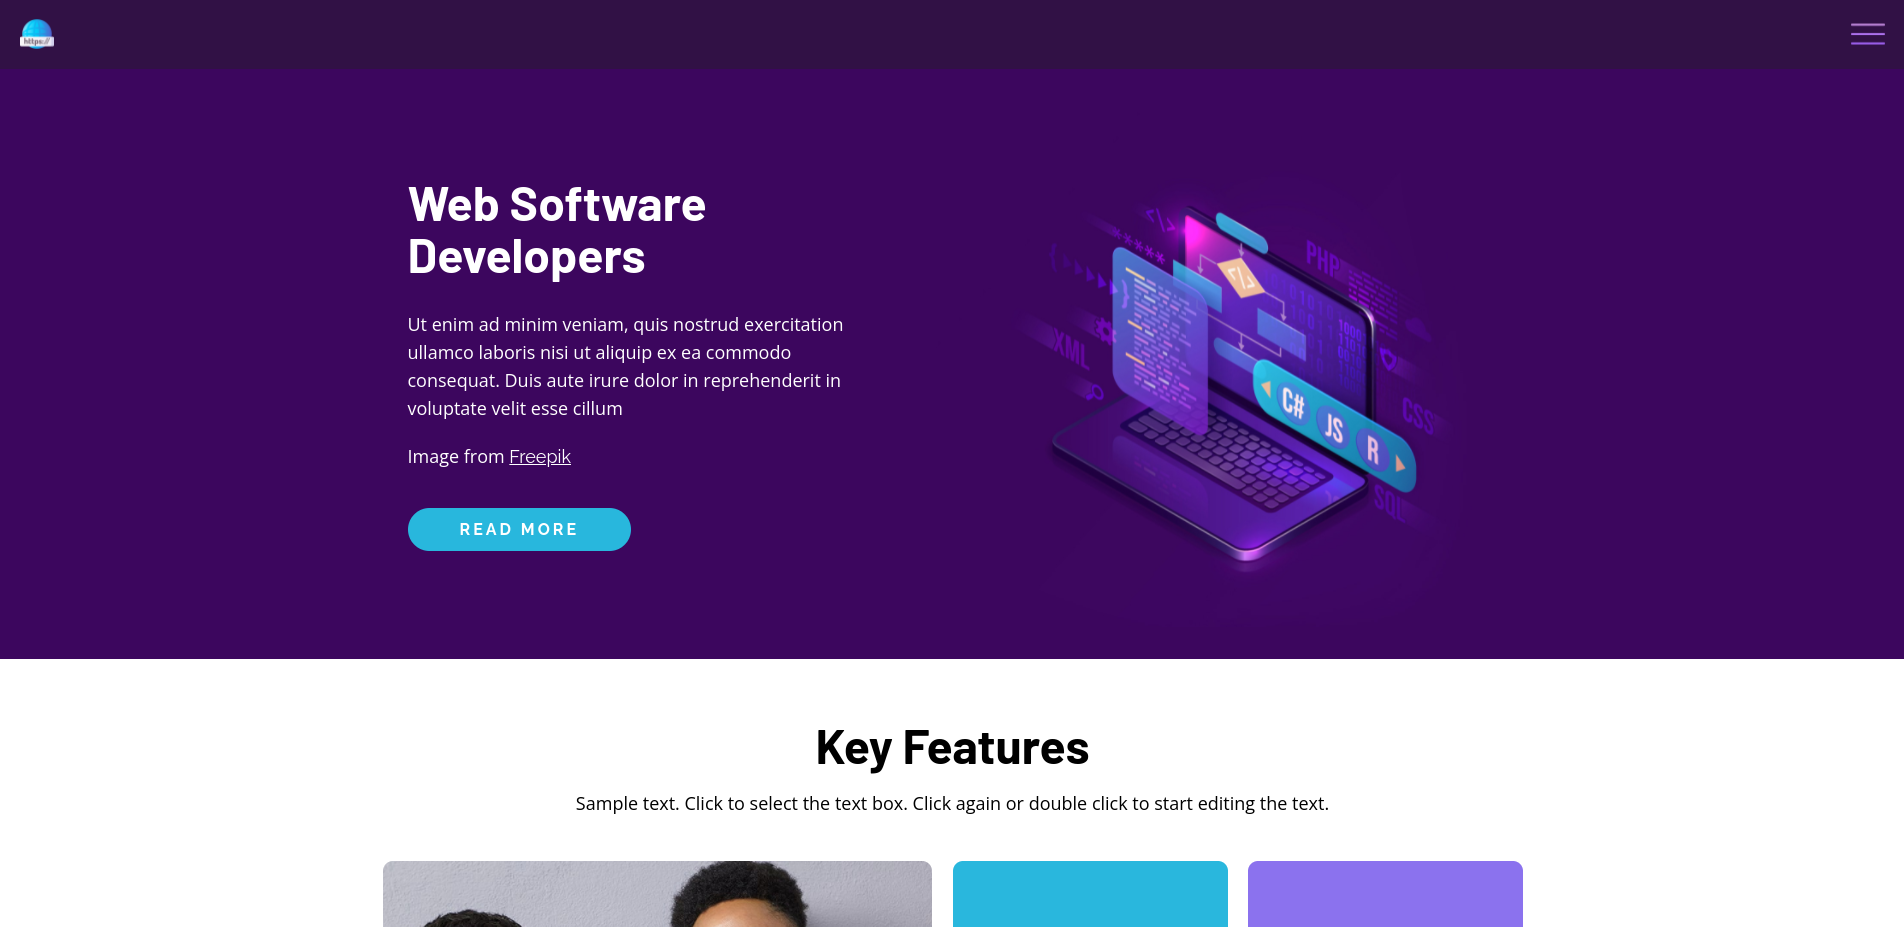 https://
Web Software
Developers
Ut enim ad minim veniam, quis nostrud exercitation
ullamco laboris nisi ut aliquip ex ea commodo
consequat. Duis aute irure dolor in reprehenderit in
voluptate velit esse cillum
Image from Freepik
READ MORE
</>
PHP
XML
C# JS R
CSS
SQL
Key Features
Sample text. Click to select the text box. Click again or double click to start editing the text.